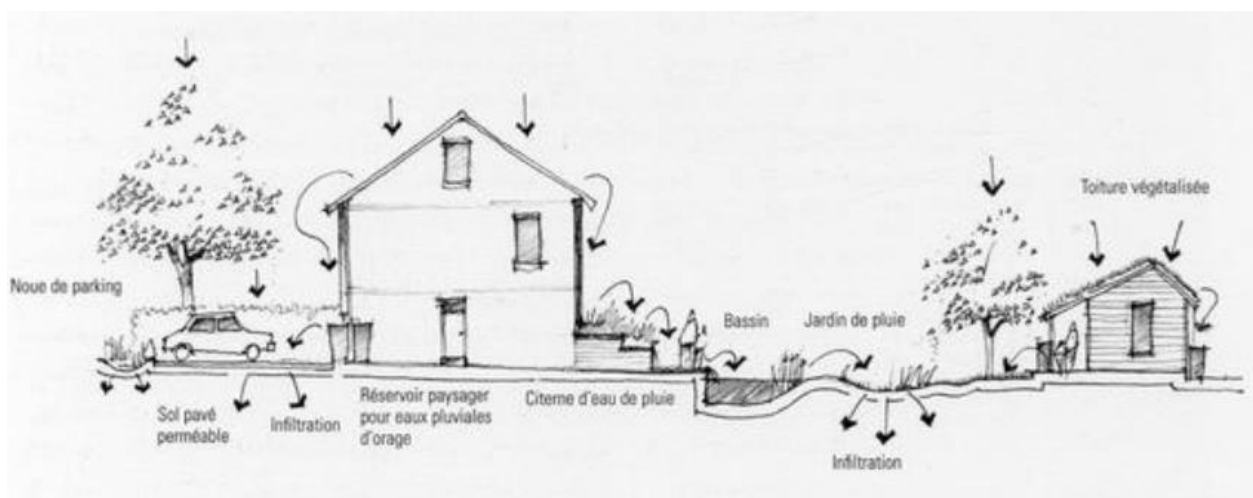 Toiture végétalisée
Noue de parking
Bassin
Jardin de pluie
Sol pavé
perméable
Infiltration
Réservoir paysager
pour eaux pluviales
d'orage
Citerne d'eau de pluie
Infiltration